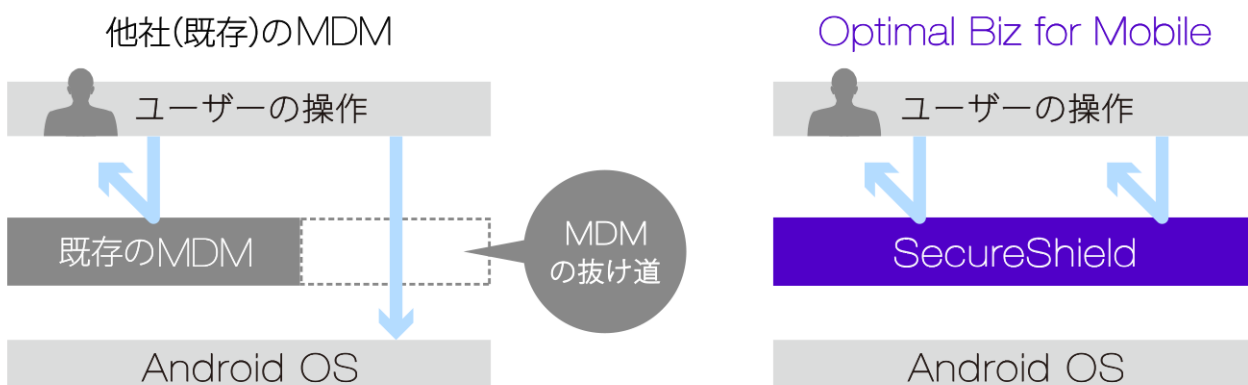 他社(既存)のMDM
ユーザーの操作
既存のMDM
MDM
の抜け道
Android OS
Optimal Biz for Mobile
ユーザーの操作
SecureShield
Android OS